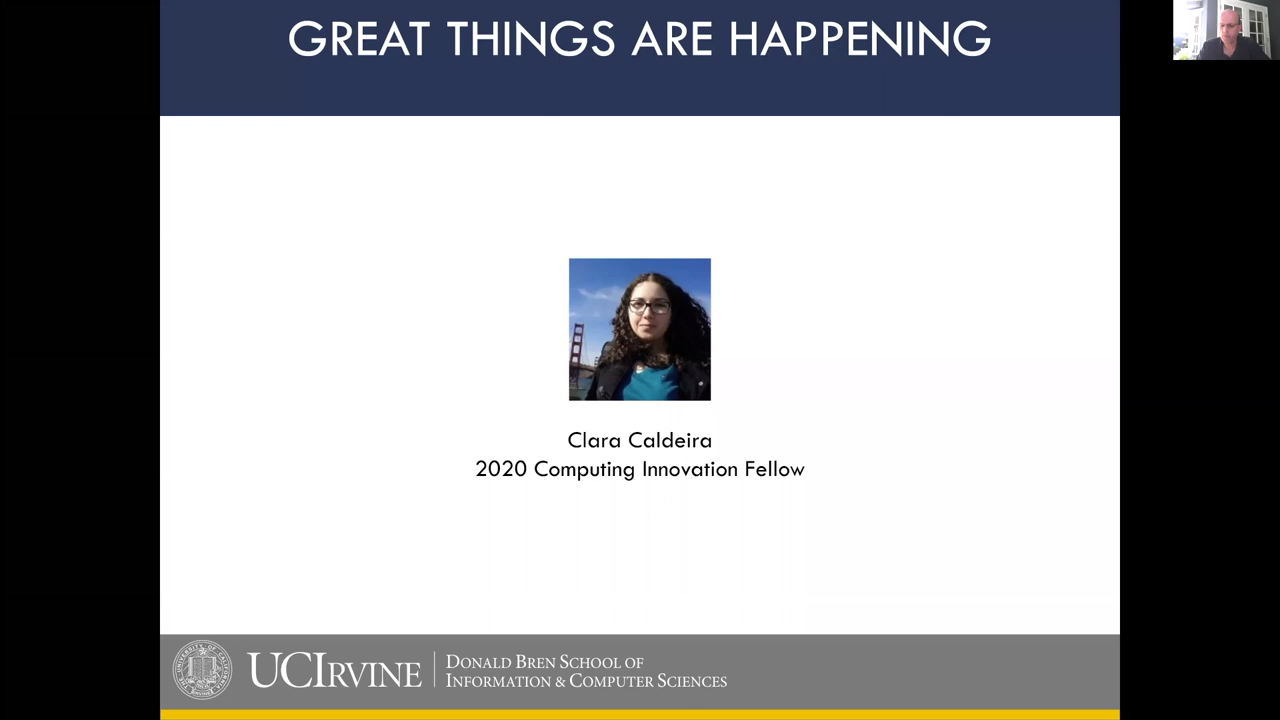 GREAT THINGS ARE HAPPENING
Clara Caldeira
2020 Computing Innovation Fellow
UCIRVINE
DONALD BREN SCHOOL OF
INFORMATION & COMPUTER SCIENCES